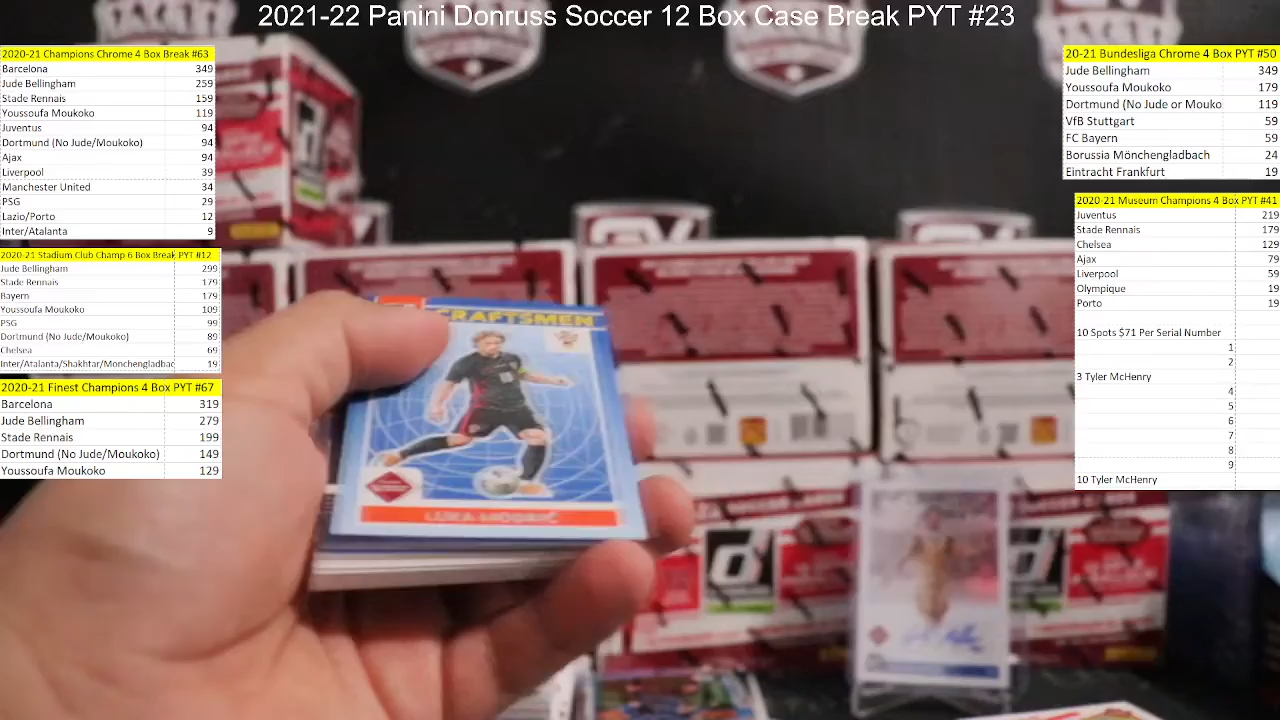 2021-22 Panini Donruss Soccer 12 Box Case Break PYT #23
2020-21 Champions Chrome 4 Box Break #63
Barcelona 349
Jude Bellingham 259
Stade Rennais 159
Youssoufa Moukoko 119
Juventus 94
Dortmund (No Jude/Moukoko) 94
Ajax 94
Liverpool 39
Manchester United 34
PSG 29
Lazio/Porto 12
Inter/Atalanta 9
2020-21 Stadium Club Champ 6 Box Break PYT #12
Jude Bellingham 299
Stade Rennais 179
Bayern 179
Youssoufa Moukoko 109
PSG 99
Dortmund (No Jude/Moukoko) 89
Chelsea 69
Inter/Atalanta/Shakhtar/Monchengladbac 19
2020-21 Finest Champions 4 Box PYT #67
Barcelona 319
Jude Bellingham 279
Stade Rennais 199
Dortmund (No Jude/Moukoko) 149
Youssoufa Moukoko 129
CRAFTSMEN
LUKA MODRIĆ
20-21 Bundesliga Chrome 4 Box PYT #50
Jude Bellingham 349
Youssoufa Moukoko 179
Dortmund (No Jude or Mouko 119
VfB Stuttgart 59
FC Bayern 59
Borussia Mönchengladbach 24
Eintracht Frankfurt 19
2020-21 Museum Champions 4 Box PYT #41
Juventus 219
Stade Rennais 179
Chelsea 129
Ajax 79
Liverpool 59
Olympique 19
Porto 19
10 Spots $71 Per Serial Number
1
2
3 Tyler McHenry
4
5
6
7
8
9
10 Tyler McHenry